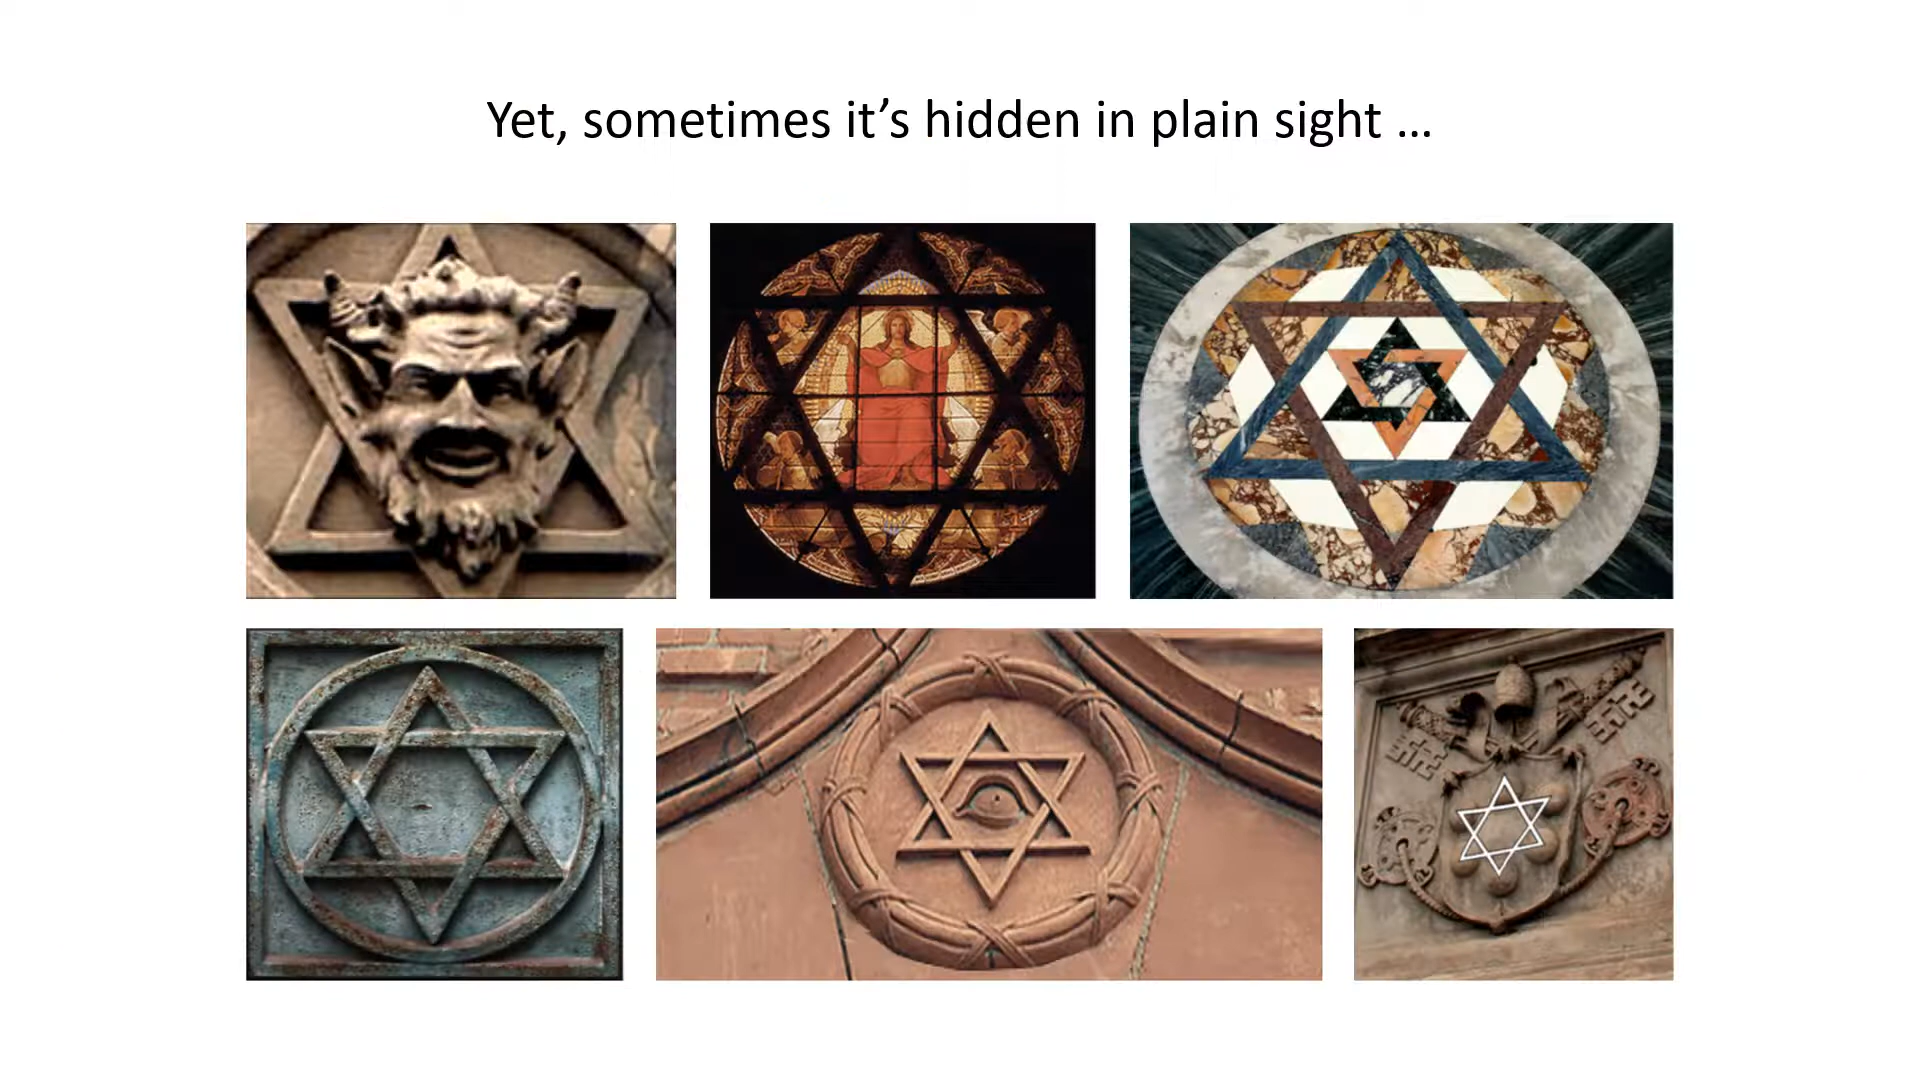 Yet, sometimes it’s hidden in plain sight …